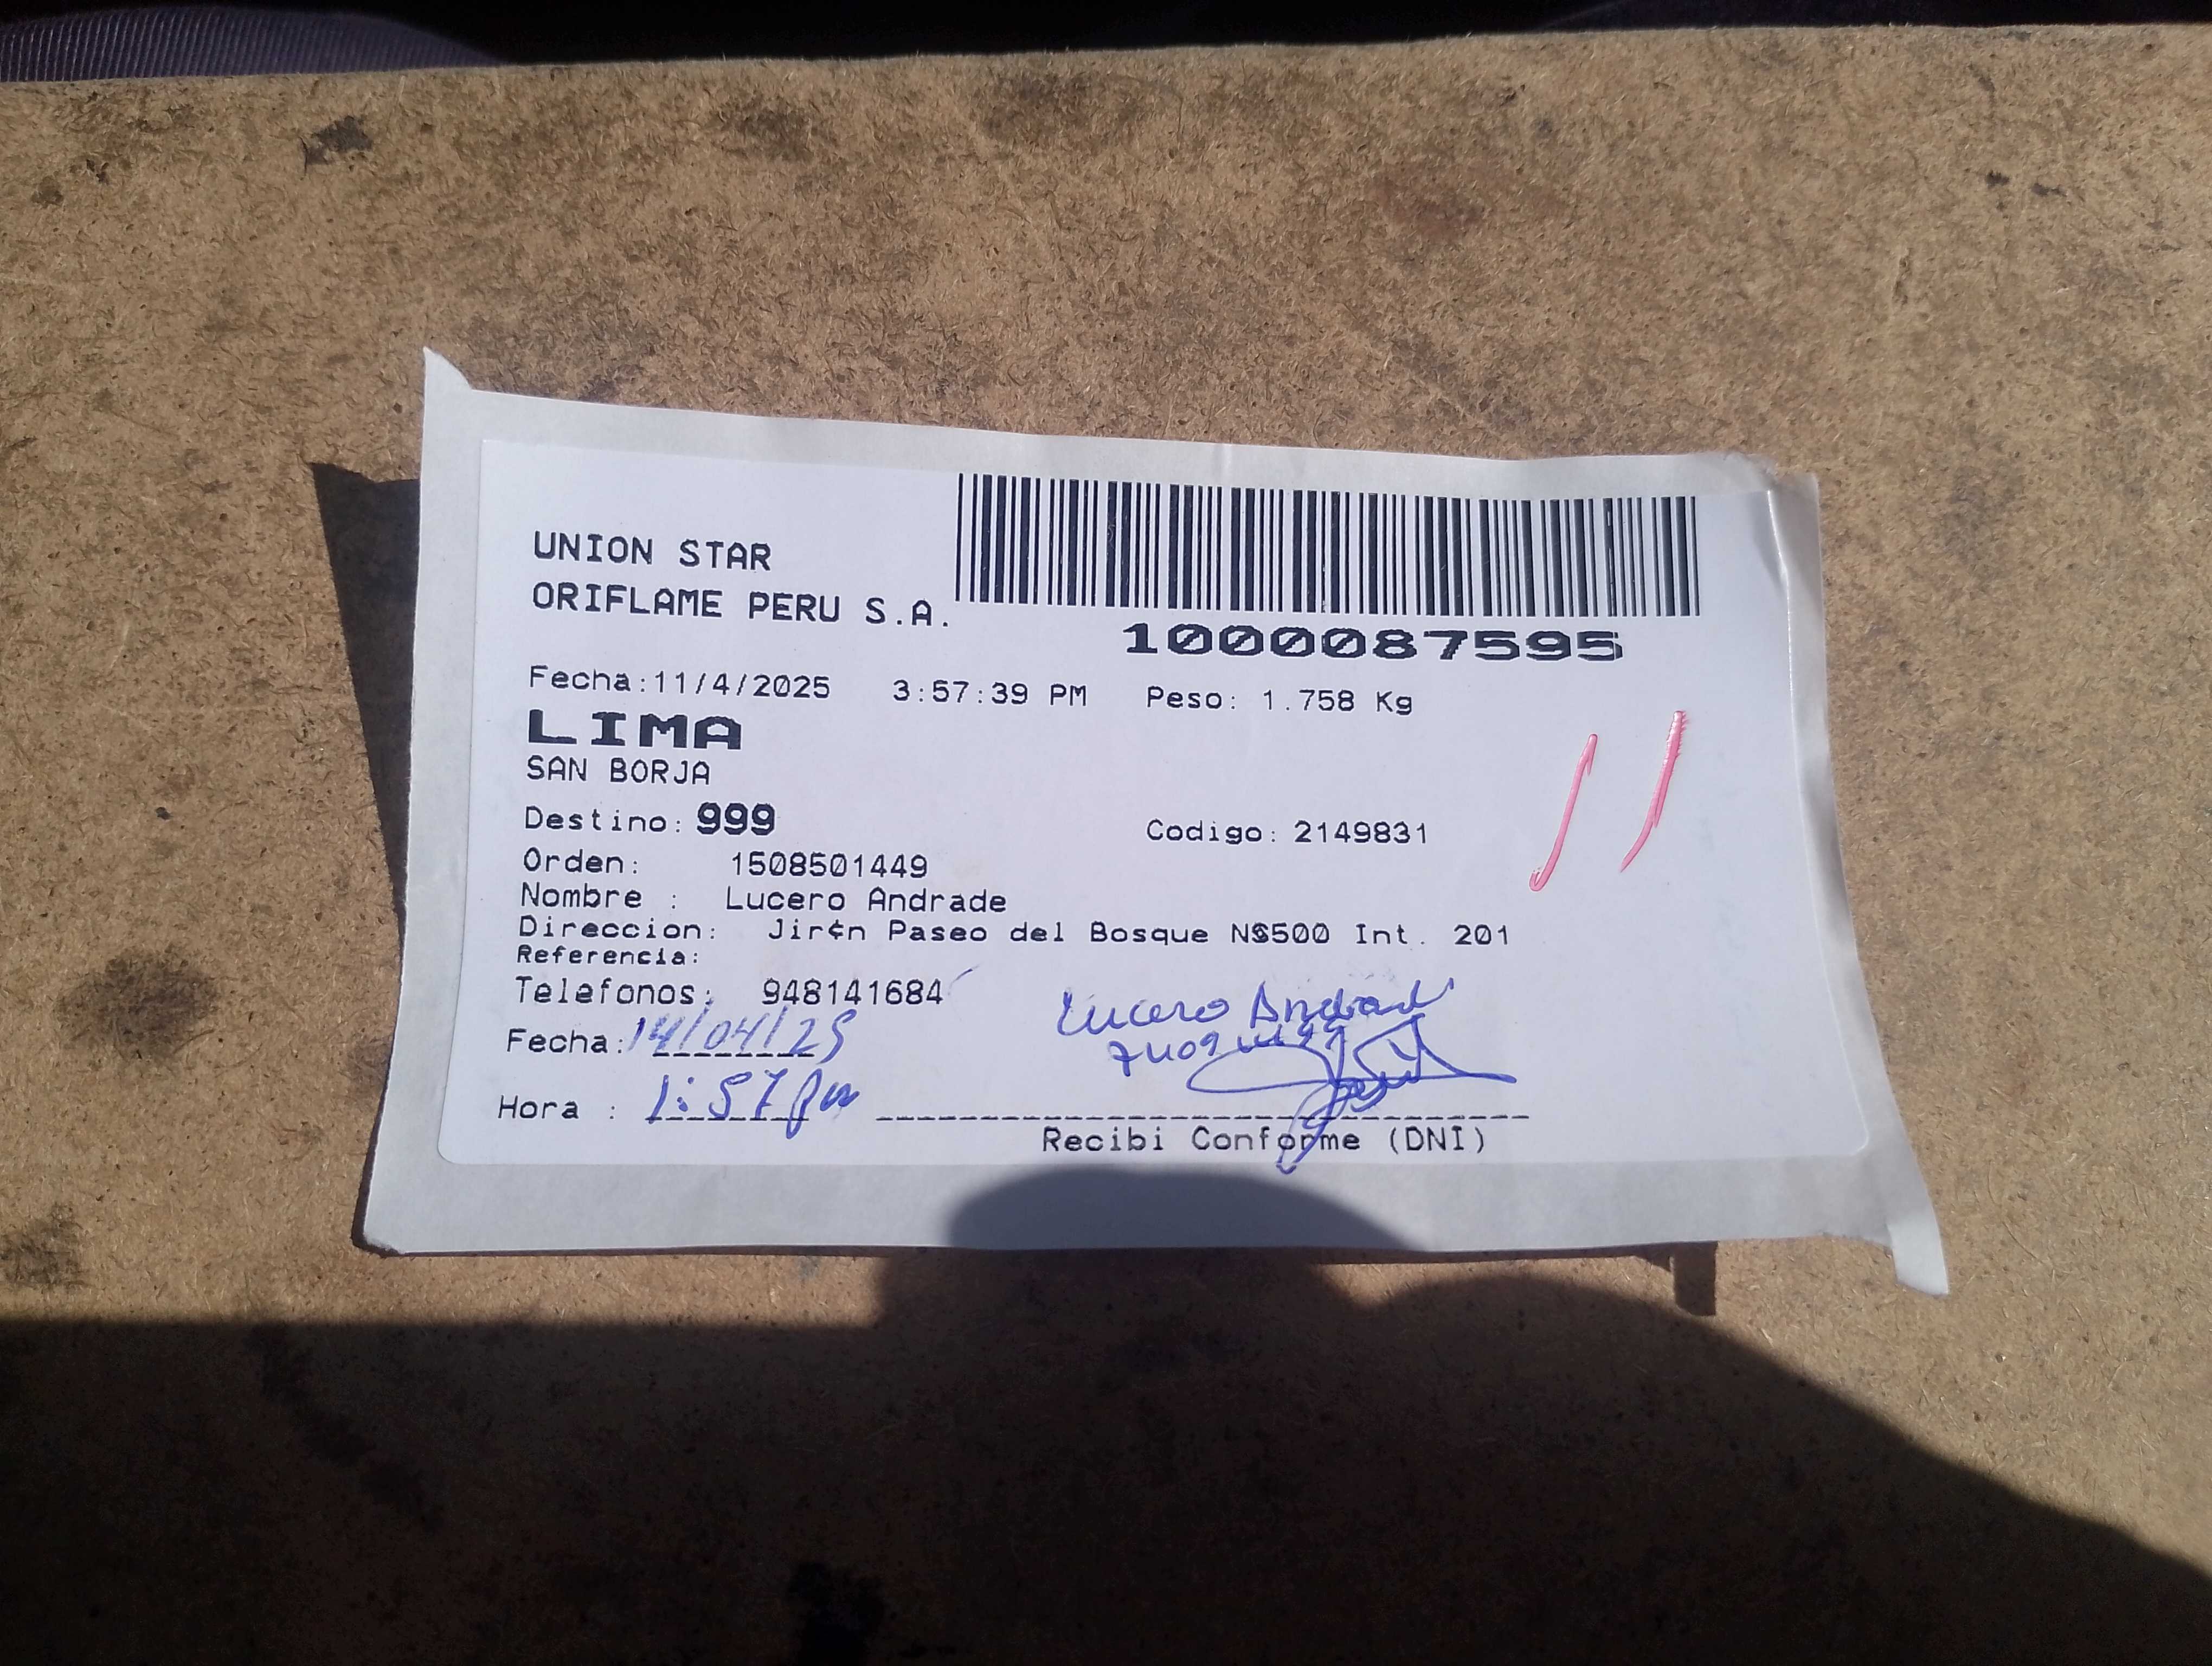 UNION STAR
ORIFLAME PERU S.A.
1000087595
Fecha:11/4/2025 3:57:39 PM Peso: 1.758 Kg
LIMA
SAN BORJA
Destino: 999 Codigo: 2149831
Orden: 1508501449
Nombre : Lucero Andrade
Direccion: Jir¢n Paseo del Bosque N$500 Int. 201
Referencia:
Telefonos: 948141684
Lucero Andrade
Fecha: 14/04/25
Hora : 1:57 pm
Recibi Conforme (DNI)